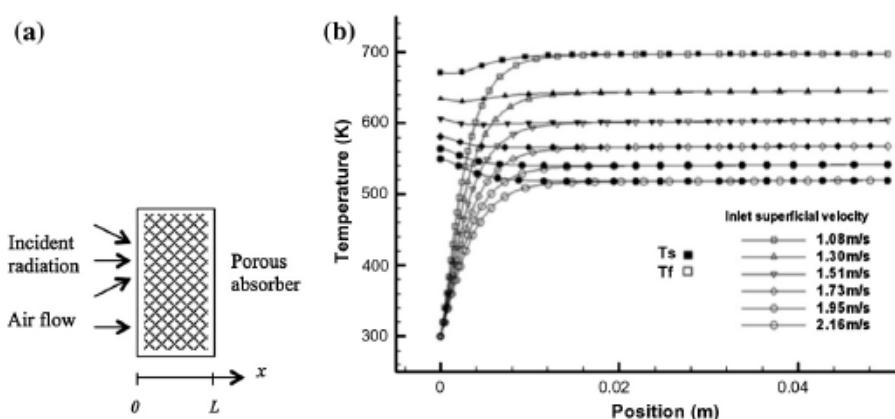 (a)
Incident
radiation
Air flow
Porous
absorber
x
0
L
(b)
Temperature (K)
700
600
500
400
300
Ts ■
Tf □
Inlet superficial velocity
1.08m/s
1.30m/s
1.51m/s
1.73m/s
1.95m/s
2.16m/s
0
0.02
0.04
Position (m)